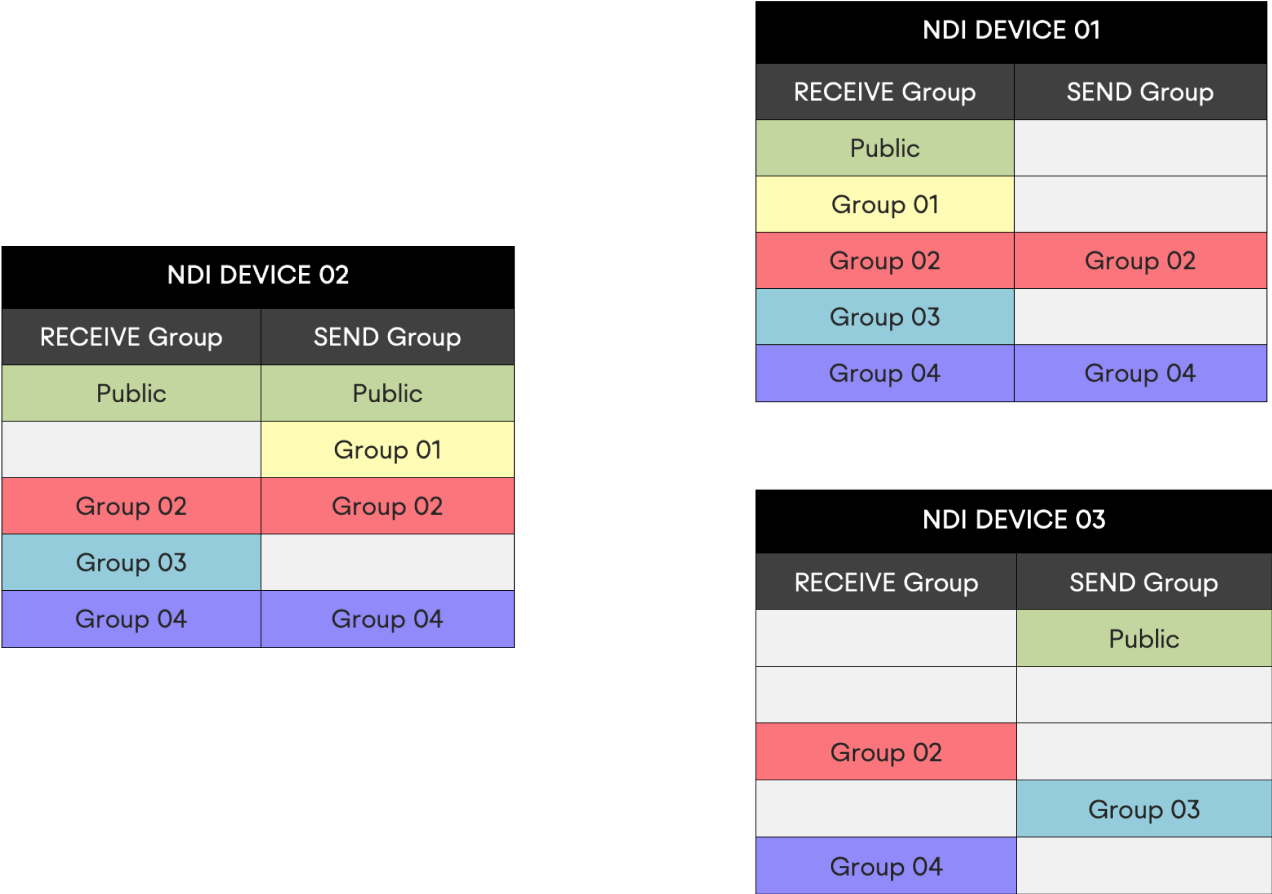 NDI DEVICE 01
RECEIVE Group SEND Group
Public
Group 01
Group 02 Group 02
Group 03
Group 04 Group 04
NDI DEVICE 02
RECEIVE Group SEND Group
Public Public
Group 01
Group 02 Group 02
Group 03
Group 04 Group 04
NDI DEVICE 03
RECEIVE Group SEND Group
Public
Group 02
Group 03
Group 04